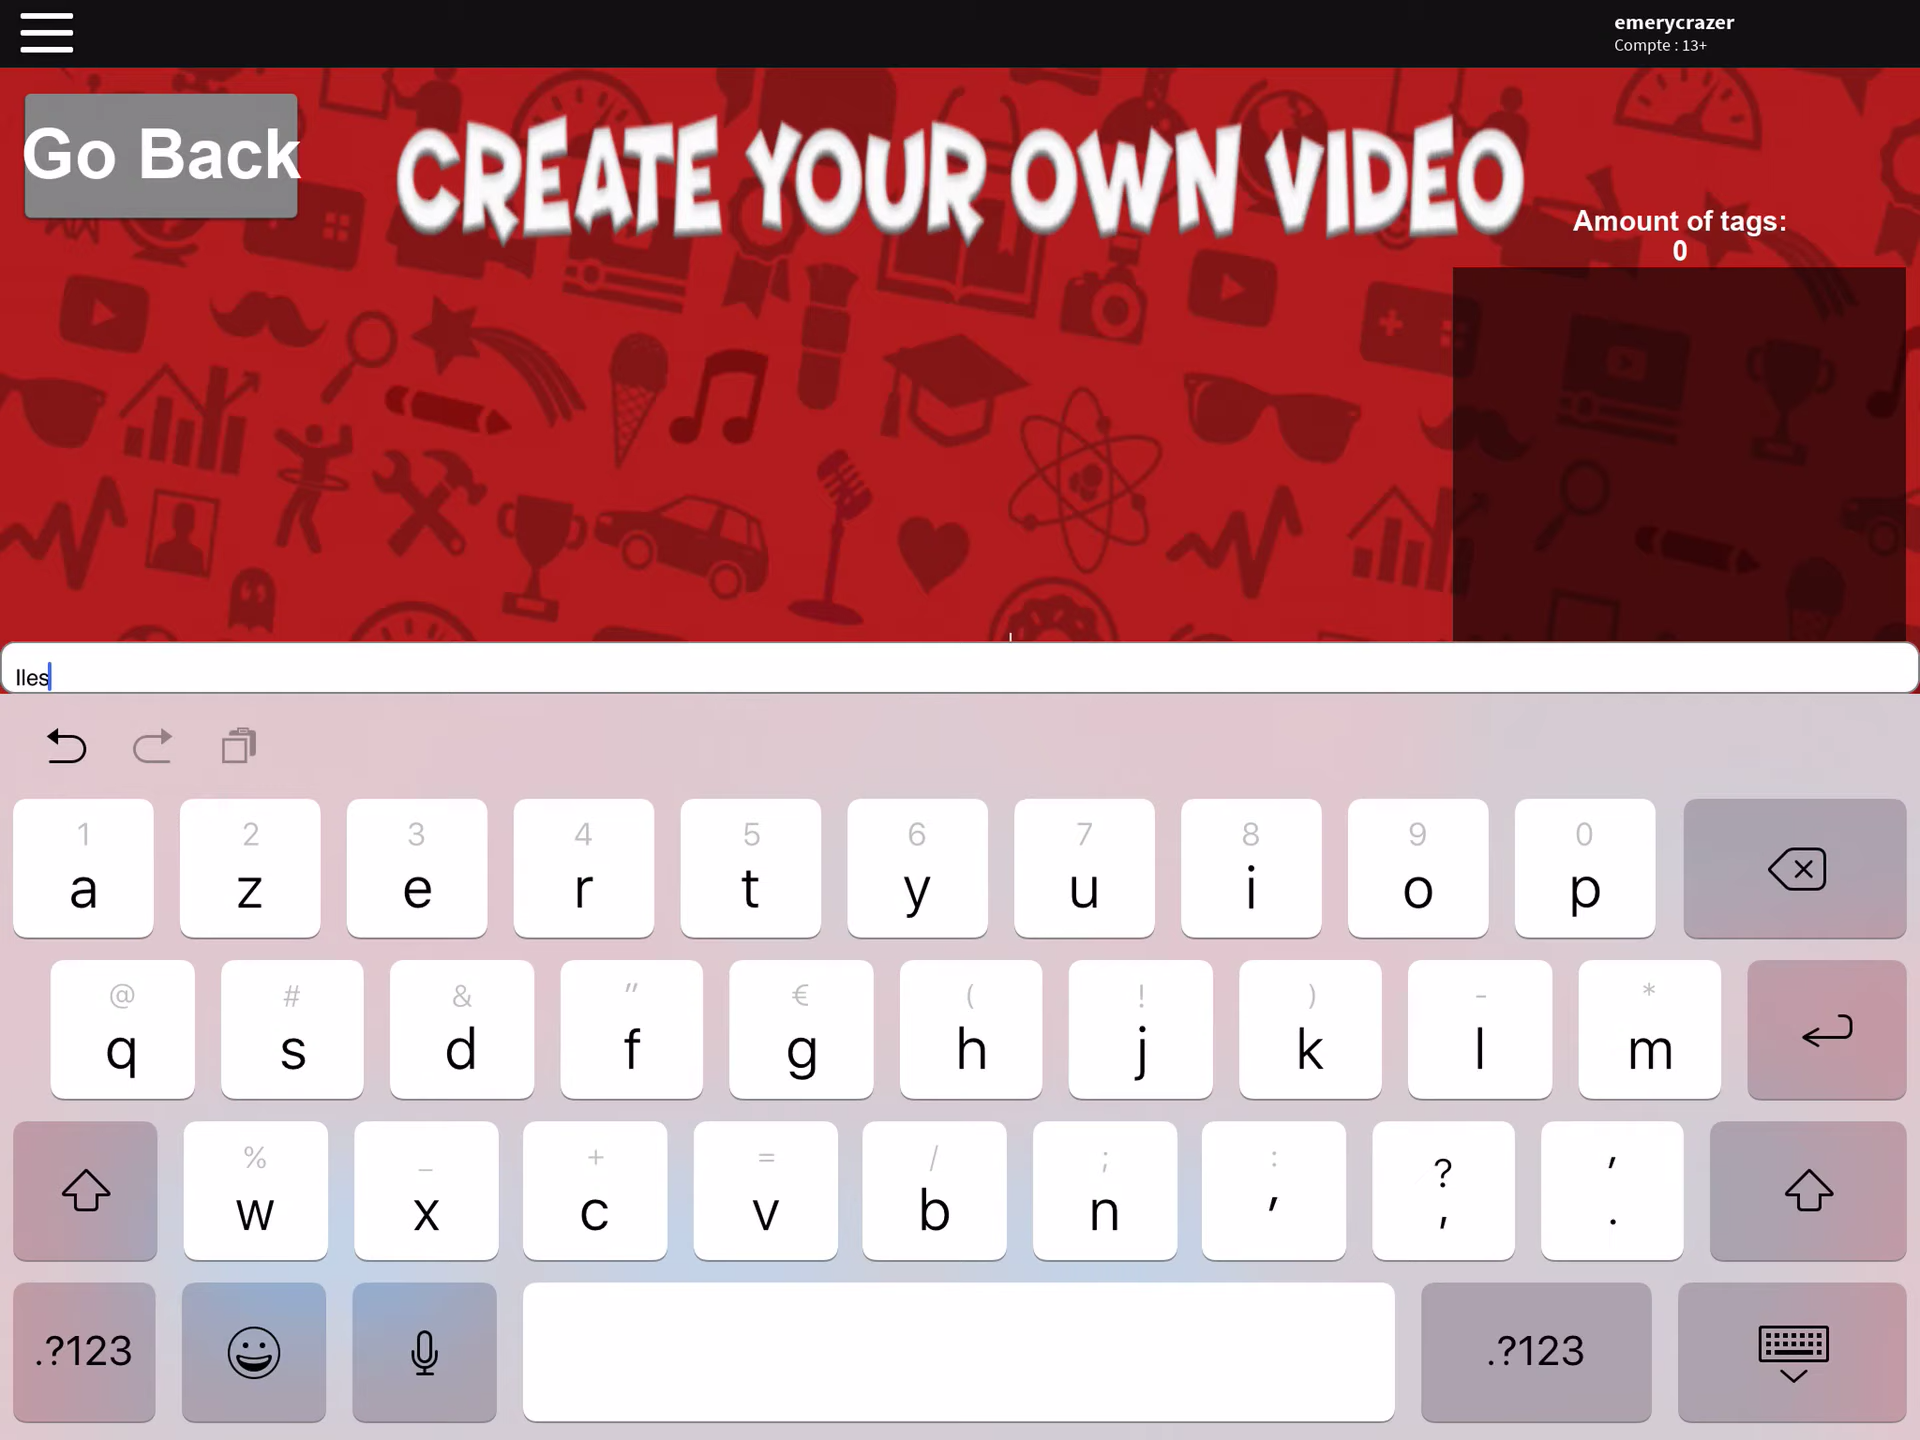 emerycrazer
Compte : 13+
Go Back
CREATE YOUR OWN VIDEO
Amount of tags:
0
lles
1 2 3 4 5 6 7 8 9 0
a z e r t y u i o p
@ # & " € ( ! ) - *
q s d f g h j k l m
% _ + = / ; : ? '
w x c v b n ' , .
.?123 .?123